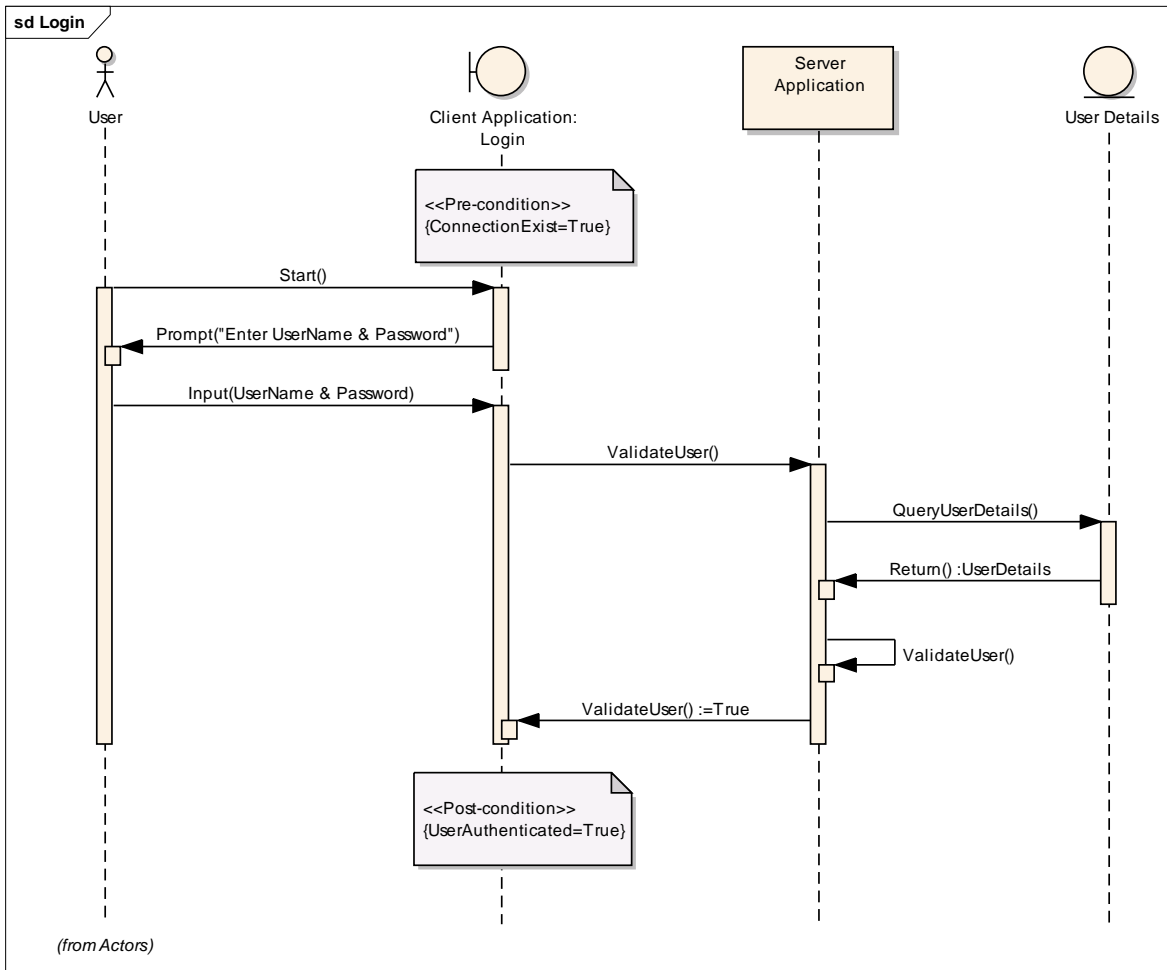 sd Login
User
Client Application:
Login
Server
Application
User Details
<<Pre-condition>>
{ConnectionExist=True}
Start()
Prompt("Enter UserName & Password")
Input(UserName & Password)
ValidateUser()
QueryUserDetails()
Return() :UserDetails
ValidateUser()
ValidateUser() :=True
<<Post-condition>>
{UserAuthenticated=True}
(from Actors)